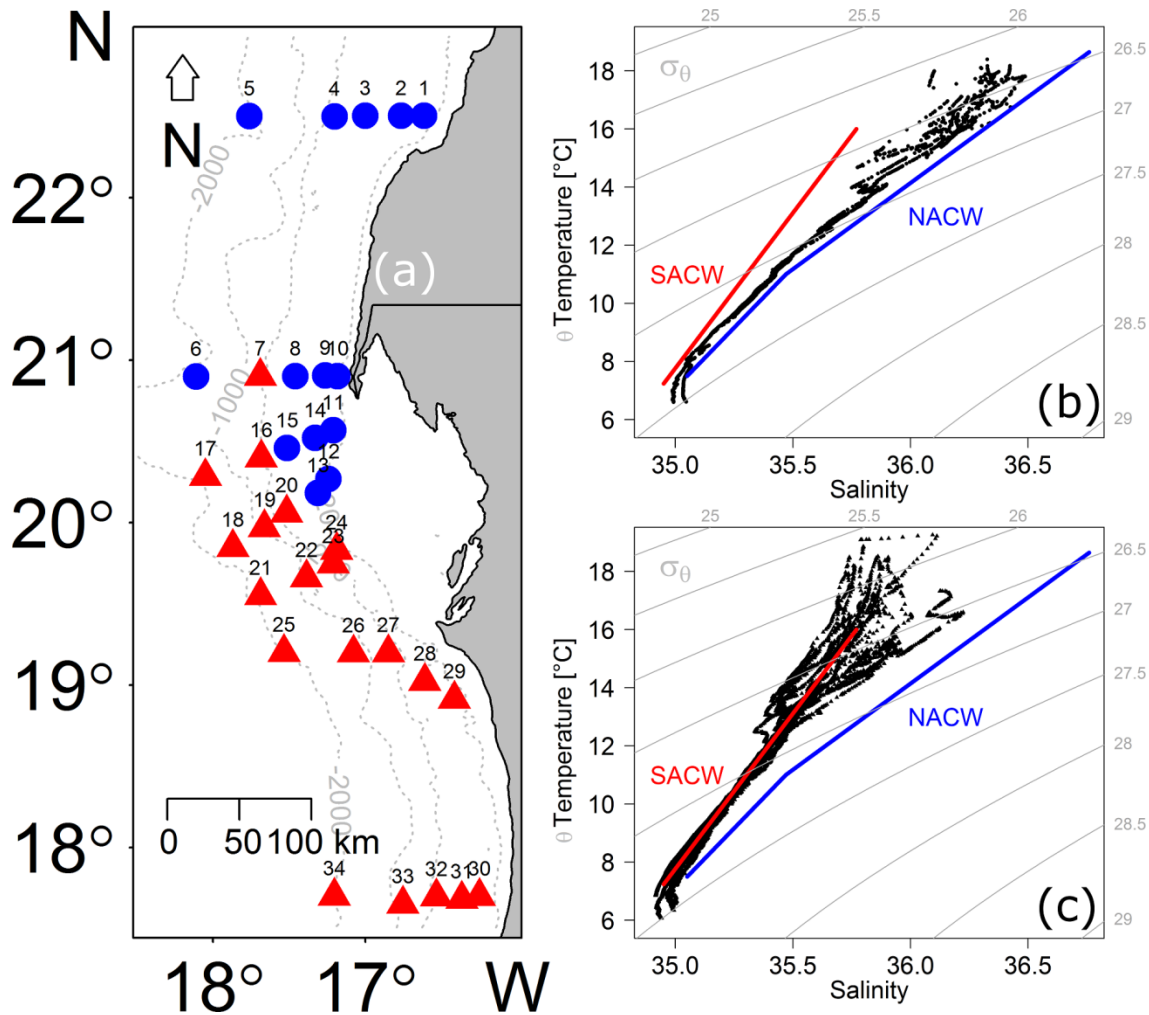 N
N
5 4 3 2 1
2000
22°
(a)
21°
6 7 8 9 10
1000
11
14
15
12
16
13
17
20
20°
19
18
24
23
22
21
25 26 27
28
19°
29
2000
0 50 100 km
18°
34 33 32 31 30
18° 17° W
25 25.5 26
26.5
27
27.5
28
28.5
29
σθ
18
16
14
12
10
8
6
θ Temperature [°C]
NACW
SACW
(b)
35.0 35.5 36.0 36.5
Salinity
25 25.5 26
26.5
27
27.5
28
28.5
29
σθ
18
16
14
12
10
8
6
θ Temperature [°C]
NACW
SACW
(c)
35.0 35.5 36.0 36.5
Salinity